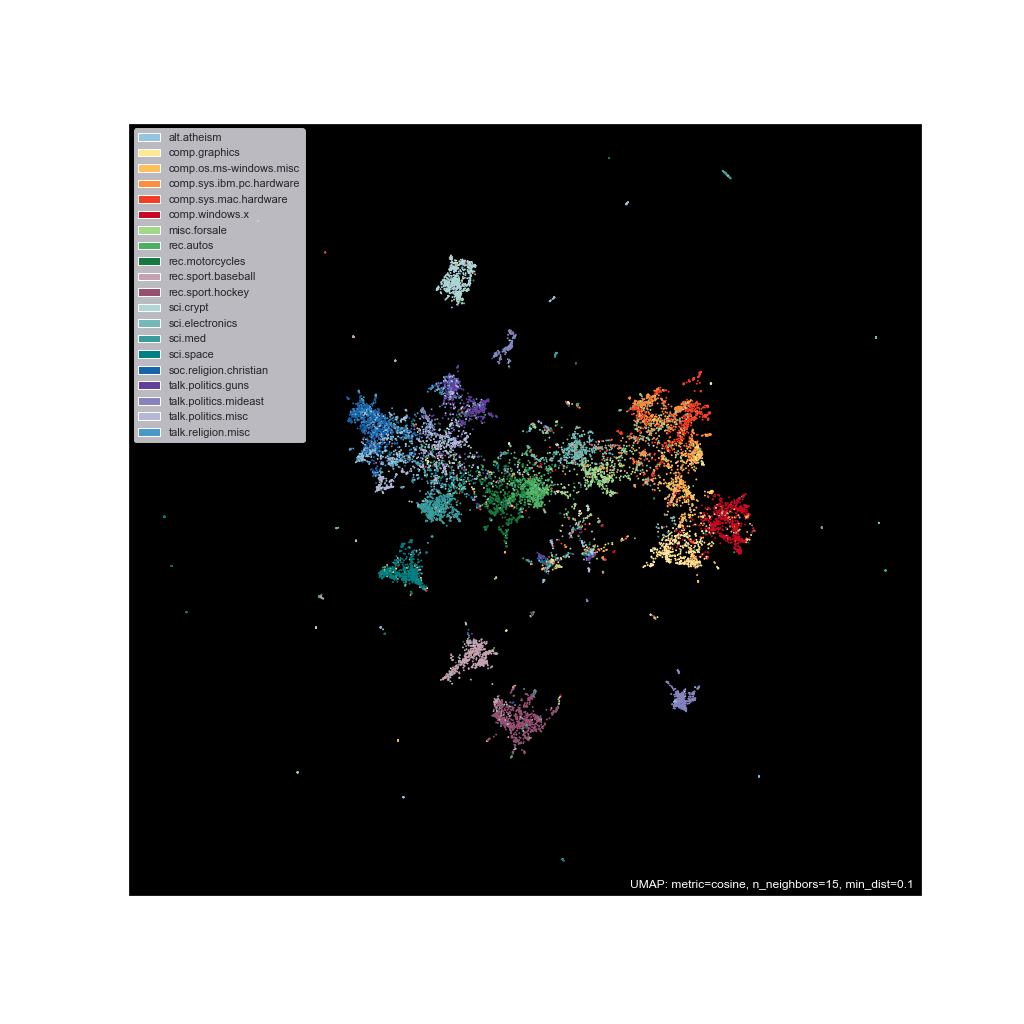 alt.atheism
comp.graphics
comp.os.ms-windows.misc
comp.sys.ibm.pc.hardware
comp.sys.mac.hardware
comp.windows.x
misc.forsale
rec.autos
rec.motorcycles
rec.sport.baseball
rec.sport.hockey
sci.crypt
sci.electronics
sci.med
sci.space
soc.religion.christian
talk.politics.guns
talk.politics.mideast
talk.politics.misc
talk.religion.misc
UMAP: metric=cosine, n_neighbors=15, min_dist=0.1